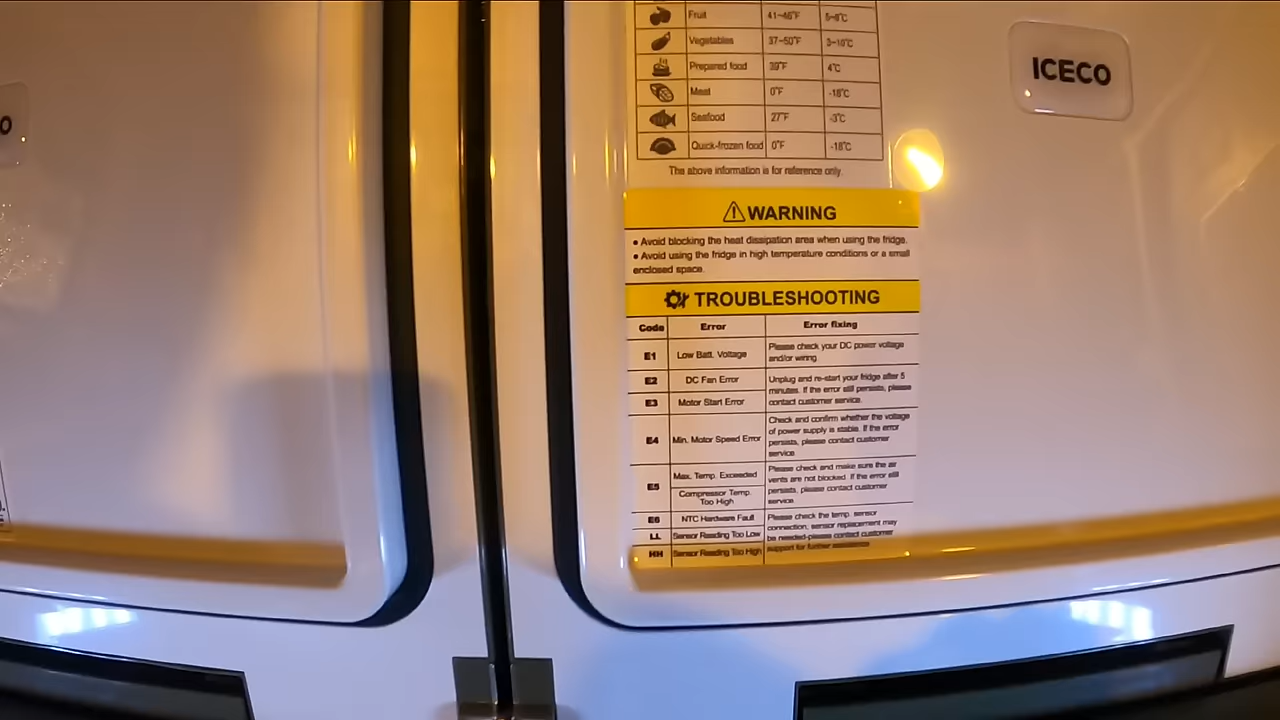 Fruit 41~46°F 5~8°C
Vegetables 37~50°F 3~10°C
Prepared food 39°F 4°C
Meat 0°F -18°C
Seafood 27°F -3°C
Quick-frozen food 0°F -18°C
The above information is for reference only.
ICECO
O
WARNING
• Avoid blocking the heat dissipation area when using the fridge.
• Avoid using the fridge in high temperature conditions or a small
enclosed space.
TROUBLESHOOTING
Code Error Error fixing
E1 Low Batt. Voltage
Please check your DC power voltage
and/or wiring
E2 DC Fan Error
E3 Motor Start Error
Unplug and re-start your fridge after 5
minutes. If the error still persists, please
contact customer service.
E4 Min. Motor Speed Error
Check and confirm whether the voltage
of power supply is stable. If the error
persists, please contact customer
service
E5 Max. Temp. Exceeded
Compressor Temp.
Too High
Please check and make sure the air
vents are not blocked. If the error still
persists, please contact customer
service.
E6 NTC Hardware Fault
LL Sensor Reading Too Low
HH Sensor Reading Too High
Please check the temp. sensor
connection, sensor replacement may
be needed-please contact customer
support for further assistance